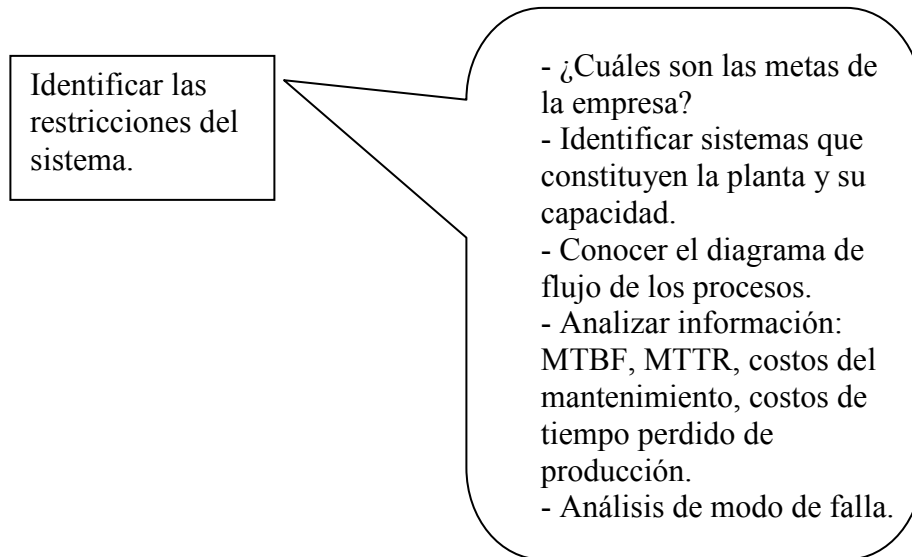 Identificar las
restricciones del
sistema.
- ¿Cuáles son las metas de
la empresa?
- Identificar sistemas que
constituyen la planta y su
capacidad.
- Conocer el diagrama de
flujo de los procesos.
- Analizar información:
MTBF, MTTR, costos del
mantenimiento, costos de
tiempo perdido de
producción.
- Análisis de modo de falla.